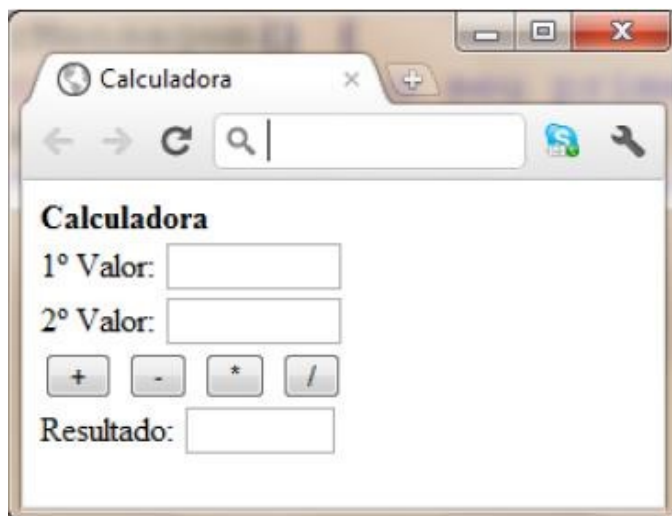 Calculadora
Calculadora
1º Valor:
2º Valor:
+ - * /
Resultado: